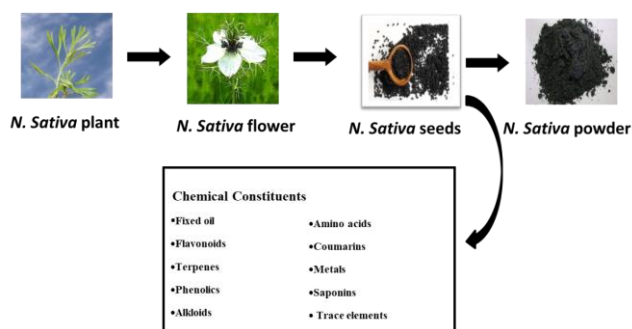 N. Sativa plant
N. Sativa flower
N. Sativa seeds
N. Sativa powder
Chemical Constituents
▪Fixed oil
•Flavonoids
•Terpenes
•Phenolics
•Alkloids
•Amino acids
•Coumarins
•Metals
•Saponins
• Trace elements